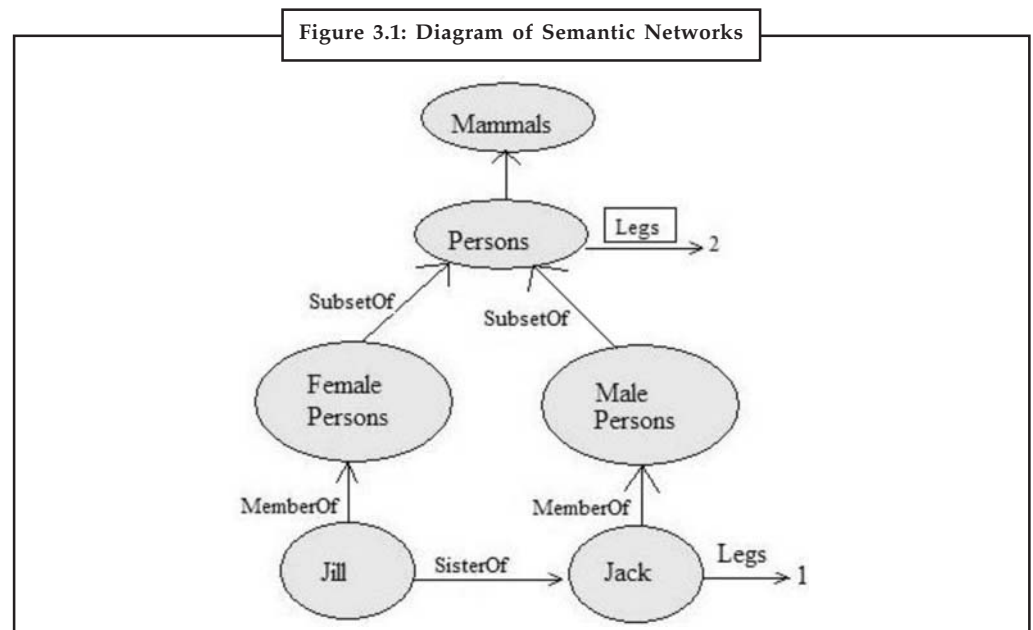 Figure 3.1: Diagram of Semantic Networks
Mammals
Persons
Legs
2
SubsetOf
SubsetOf
Female
Persons
Male
Persons
MemberOf
MemberOf
Jill
SisterOf
Jack
Legs
1